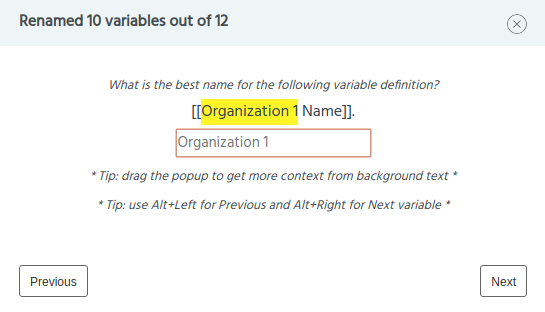 Renamed 10 variables out of 12
What is the best name for the following variable definition?
[[Organization 1 Name]].
Organization 1
* Tip: drag the popup to get more context from background text *
* Tip: use Alt+Left for Previous and Alt+Right for Next variable *
Previous Next